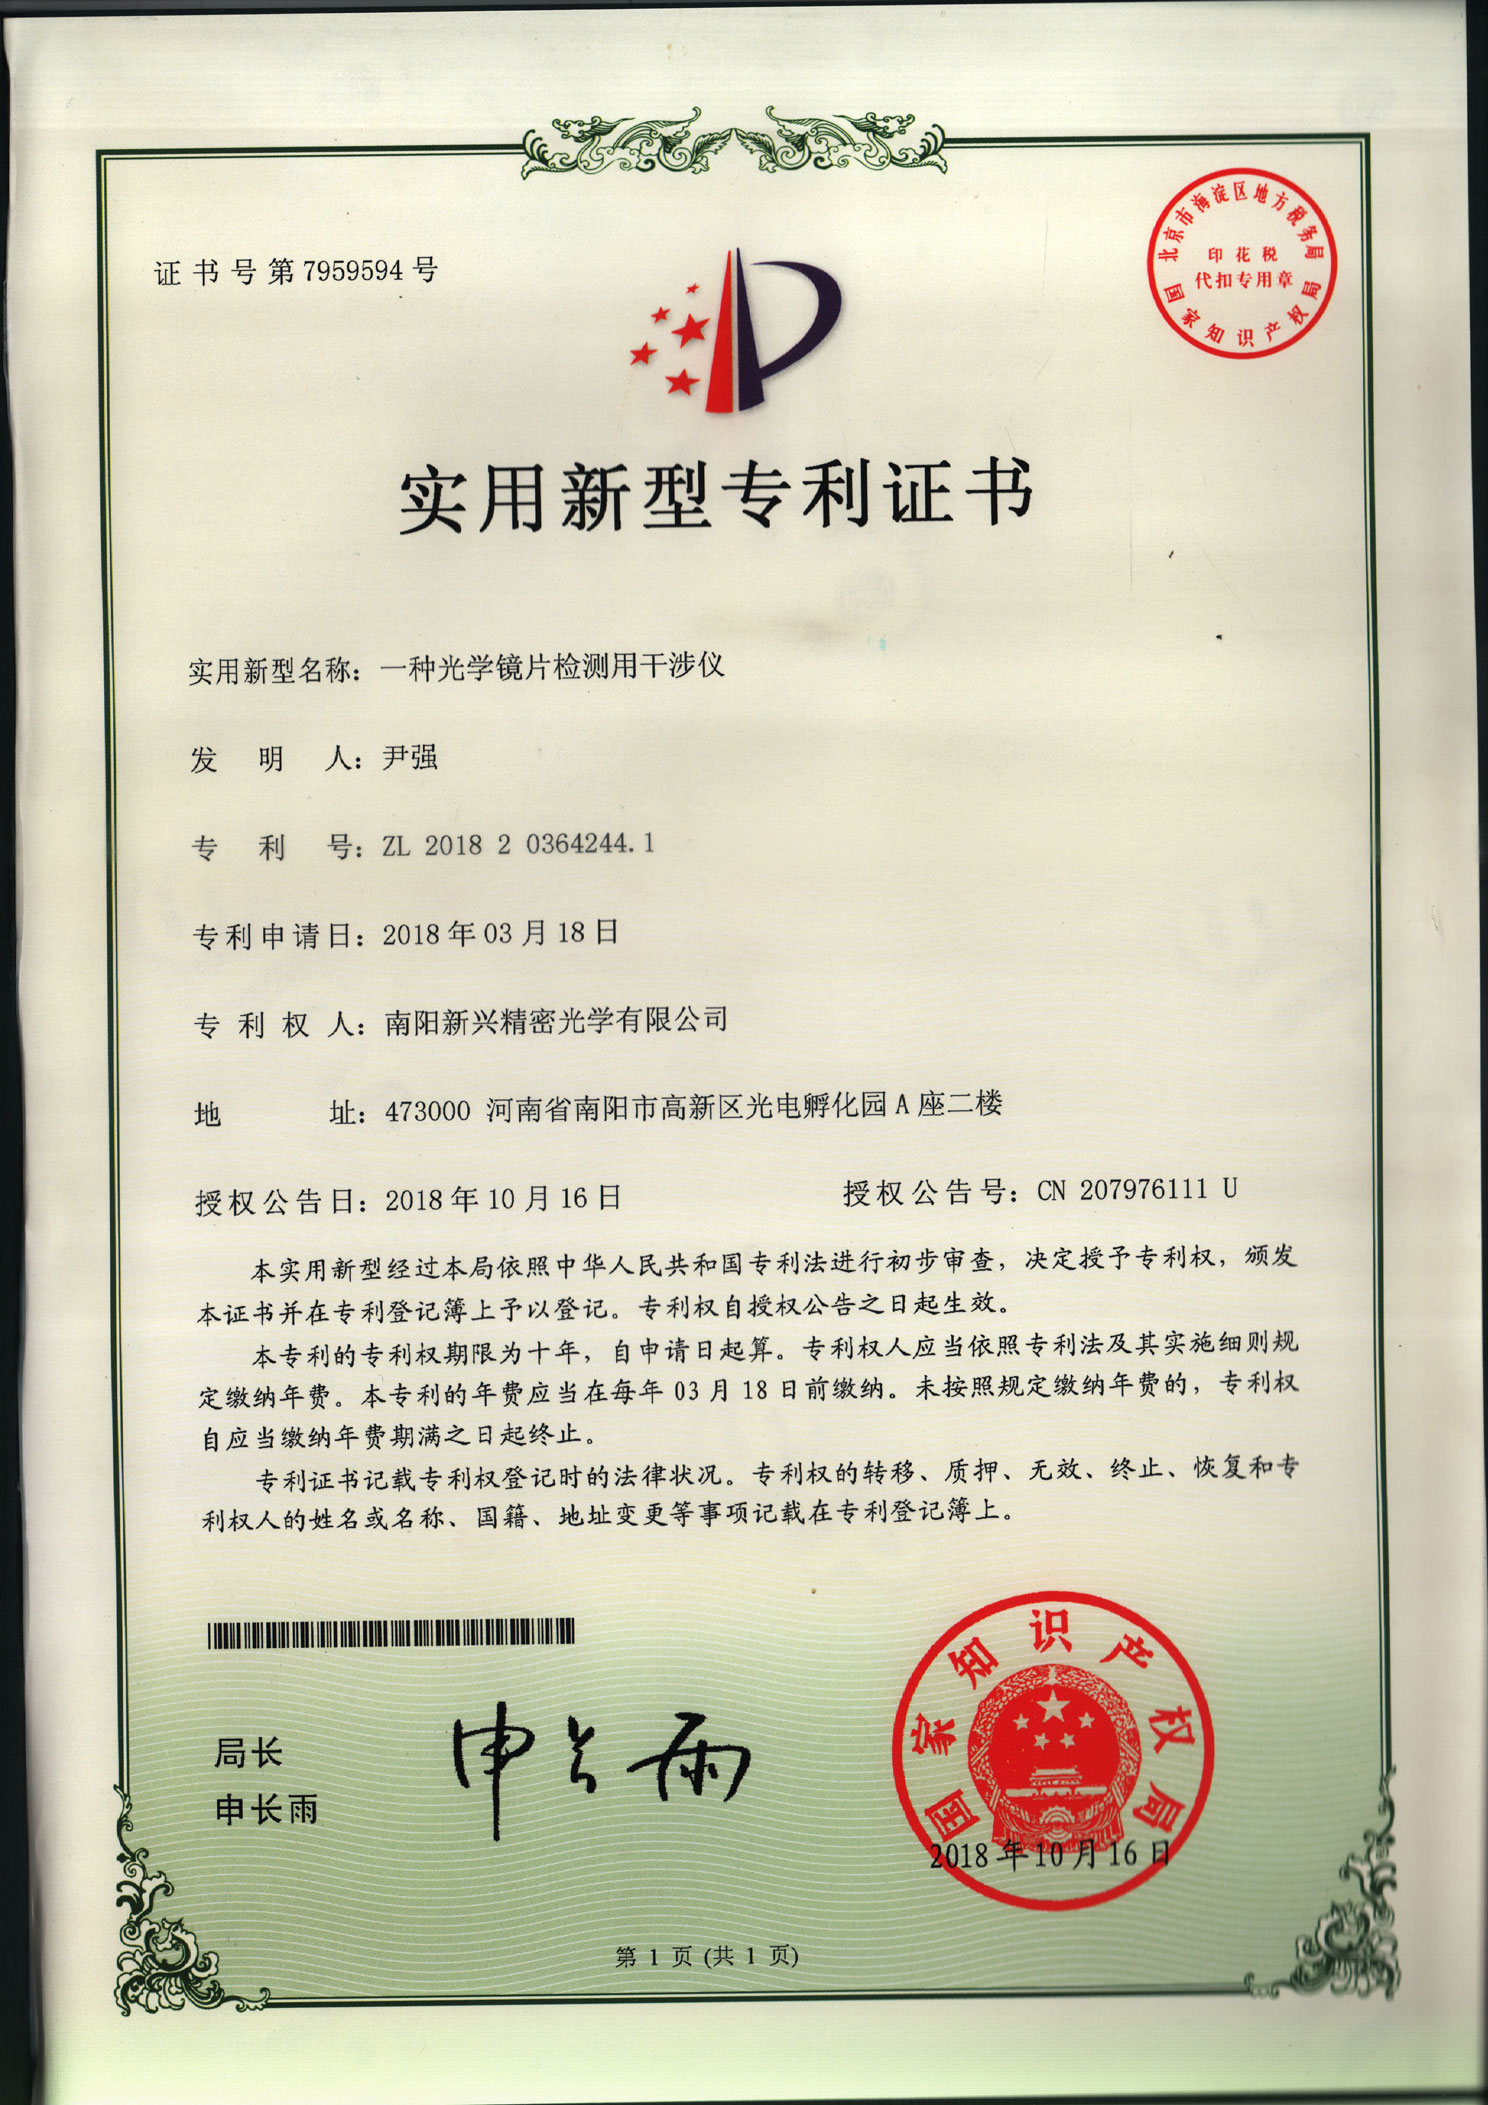 证书号第7959594号
北京市海淀区地方税务局
印花税
代扣专用章
国家知识产权局
实用新型专利证书
实用新型名称：一种光学镜片检测用干涉仪
发明人：尹强
专利号：ZL 2018 2 0364244.1
专利申请日：2018年03月18日
专利权人：南阳新兴精密光学有限公司
地址：473000 河南省南阳市高新区光电孵化园A座二楼
授权公告日：2018年10月16日 授权公告号：CN 207976111 U
本实用新型经过本局依照中华人民共和国专利法进行初步审查，决定授予专利权，颁发
本证书并在专利登记簿上予以登记。专利权自授权公告之日起生效。
本专利的专利权期限为十年，自申请日起算。专利权人应当依照专利法及其实施细则规
定缴纳年费。本专利的年费应当在每年03月18日前缴纳。未按照规定缴纳年费的，专利权
自应当缴纳年费期满之日起终止。
专利证书记载专利权登记时的法律状况。专利权的转移、质押、无效、终止、恢复和专
利权人的姓名或名称、国籍、地址变更等事项记载在专利登记簿上。
局长
申长雨
申长雨
国家知识产权局
2018年10月16日
第 1 页 (共 1 页)